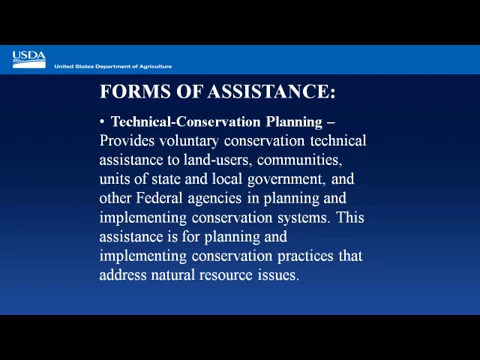 USDA
United States Department of Agriculture
FORMS OF ASSISTANCE:
• Technical-Conservation Planning –
Provides voluntary conservation technical
assistance to land-users, communities,
units of state and local government, and
other Federal agencies in planning and
implementing conservation systems. This
assistance is for planning and
implementing conservation practices that
address natural resource issues.